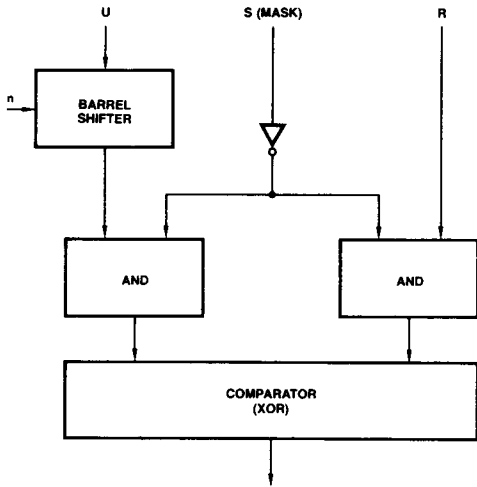 U
S (MASK)
R
n
BARREL
SHIFTER
AND
AND
COMPARATOR
(XOR)